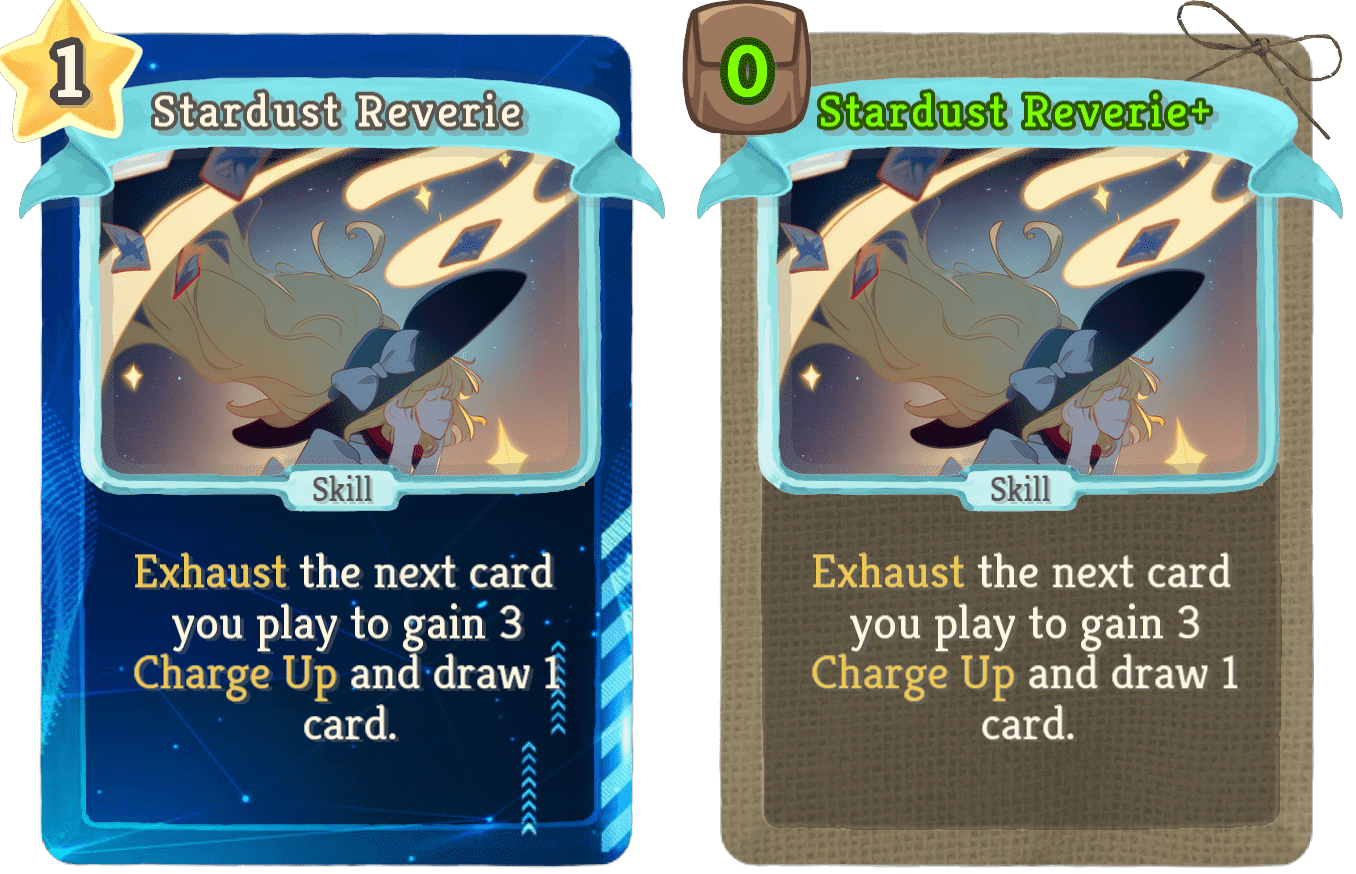 1
Stardust Reverie
Skill
Exhaust the next card
you play to gain 3
Charge Up and draw 1
card.
0
Stardust Reverie+
Skill
Exhaust the next card
you play to gain 3
Charge Up and draw 1
card.